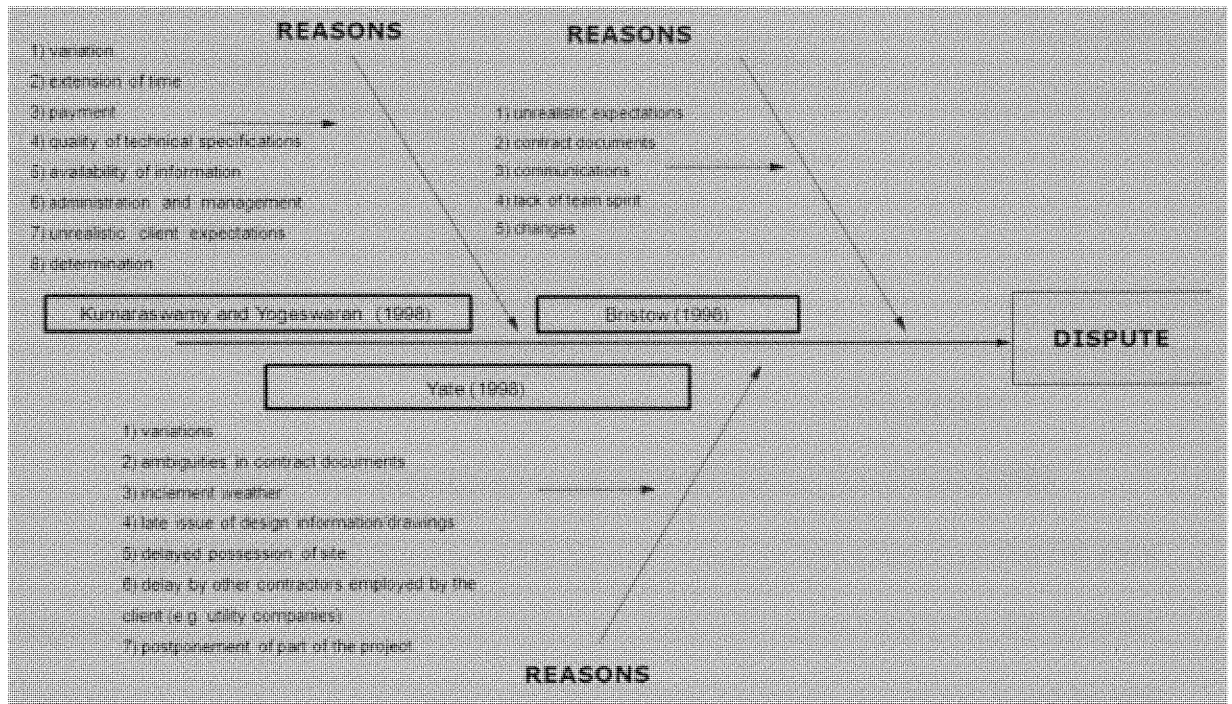 REASONS
1) variation
2) extension of time
3) payment
4) quality of technical specifications
5) availability of information
6) administration and management
7) unrealistic client expectations
8) determination
Kumaraswamy and Yogeswaran (1998)
REASONS
1) unrealistic expectations
2) contract documents
3) communications
4) lack of team spirit
5) changes
Bristow (1998)
DISPUTE
Yate (1998)
1) variations
2) ambiguities in contract documents
3) inclement weather
4) late issue of design information drawings
5) delayed possession of site
6) delay by other contractors employed by the
client (e.g. utility companies)
7) postponement of part of the project
REASONS